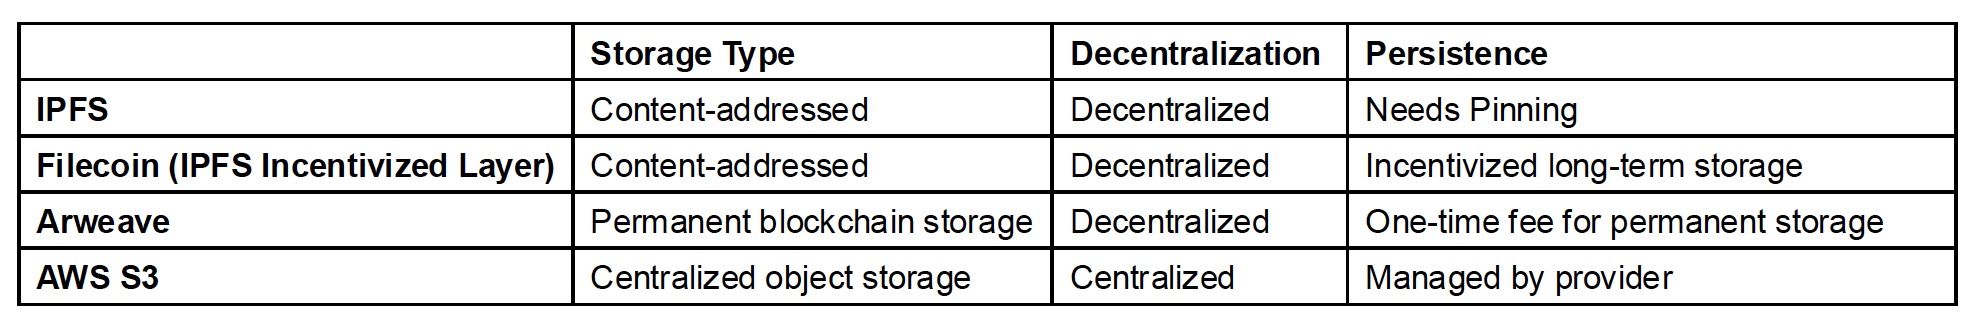 Storage Type Decentralization Persistence
IPFS Content-addressed Decentralized Needs Pinning
Filecoin (IPFS Incentivized Layer) Content-addressed Decentralized Incentivized long-term storage
Arweave Permanent blockchain storage Decentralized One-time fee for permanent storage
AWS S3 Centralized object storage Centralized Managed by provider